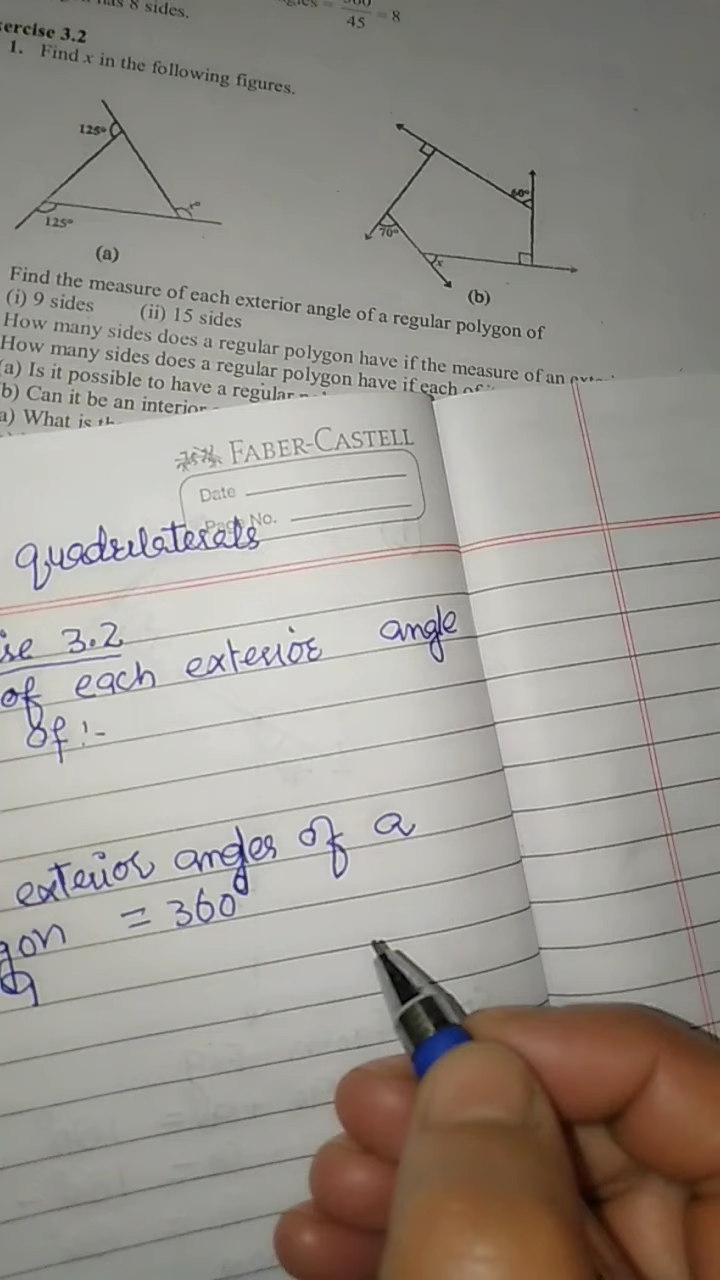 has 8 sides.
= 360/45 = 8
ercise 3.2
1. Find x in the following figures.
125°
125°
x°
(a)
60°
70°
x
(b)
Find the measure of each exterior angle of a regular polygon of
(i) 9 sides (ii) 15 sides
How many sides does a regular polygon have if the measure of an
How many sides does a regular polygon have if each of
(a) Is it possible to have a regular
b) Can it be an interior
a) What is
FABER-CASTELL
Date
Page No.
quadrilaterals
ise 3.2
of each exterior angle
of :-
exterior angles of a
gon = 360°